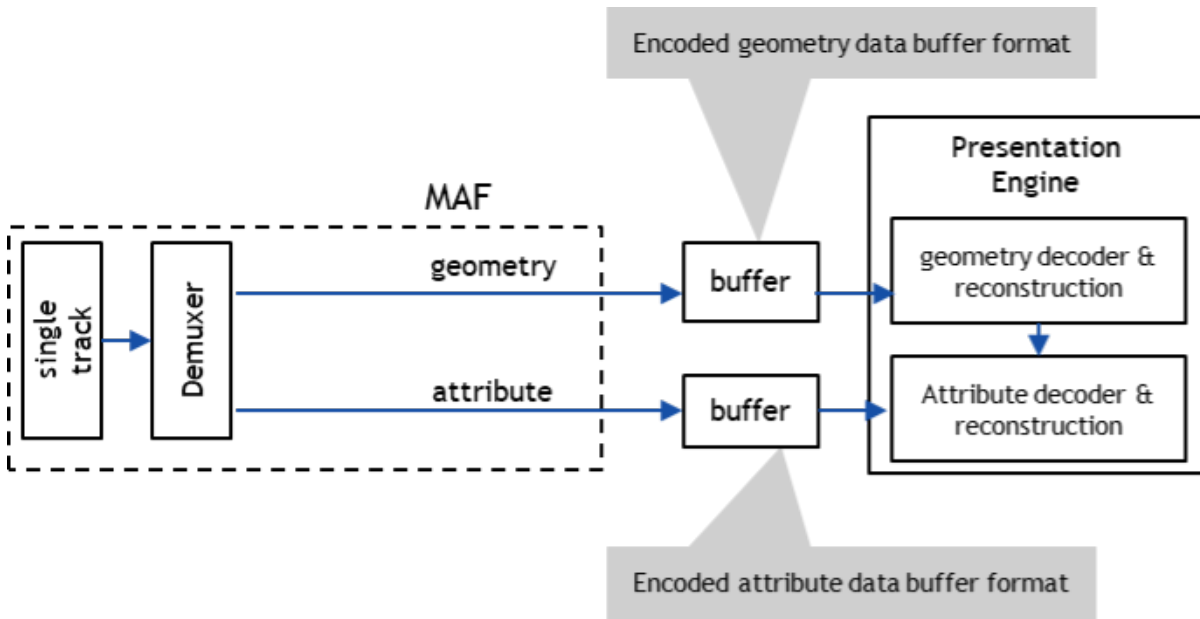 Encoded geometry data buffer format
Presentation
Engine
MAF
single
track
Demuxer
geometry
buffer
geometry decoder &
reconstruction
attribute
buffer
Attribute decoder &
reconstruction
Encoded attribute data buffer format